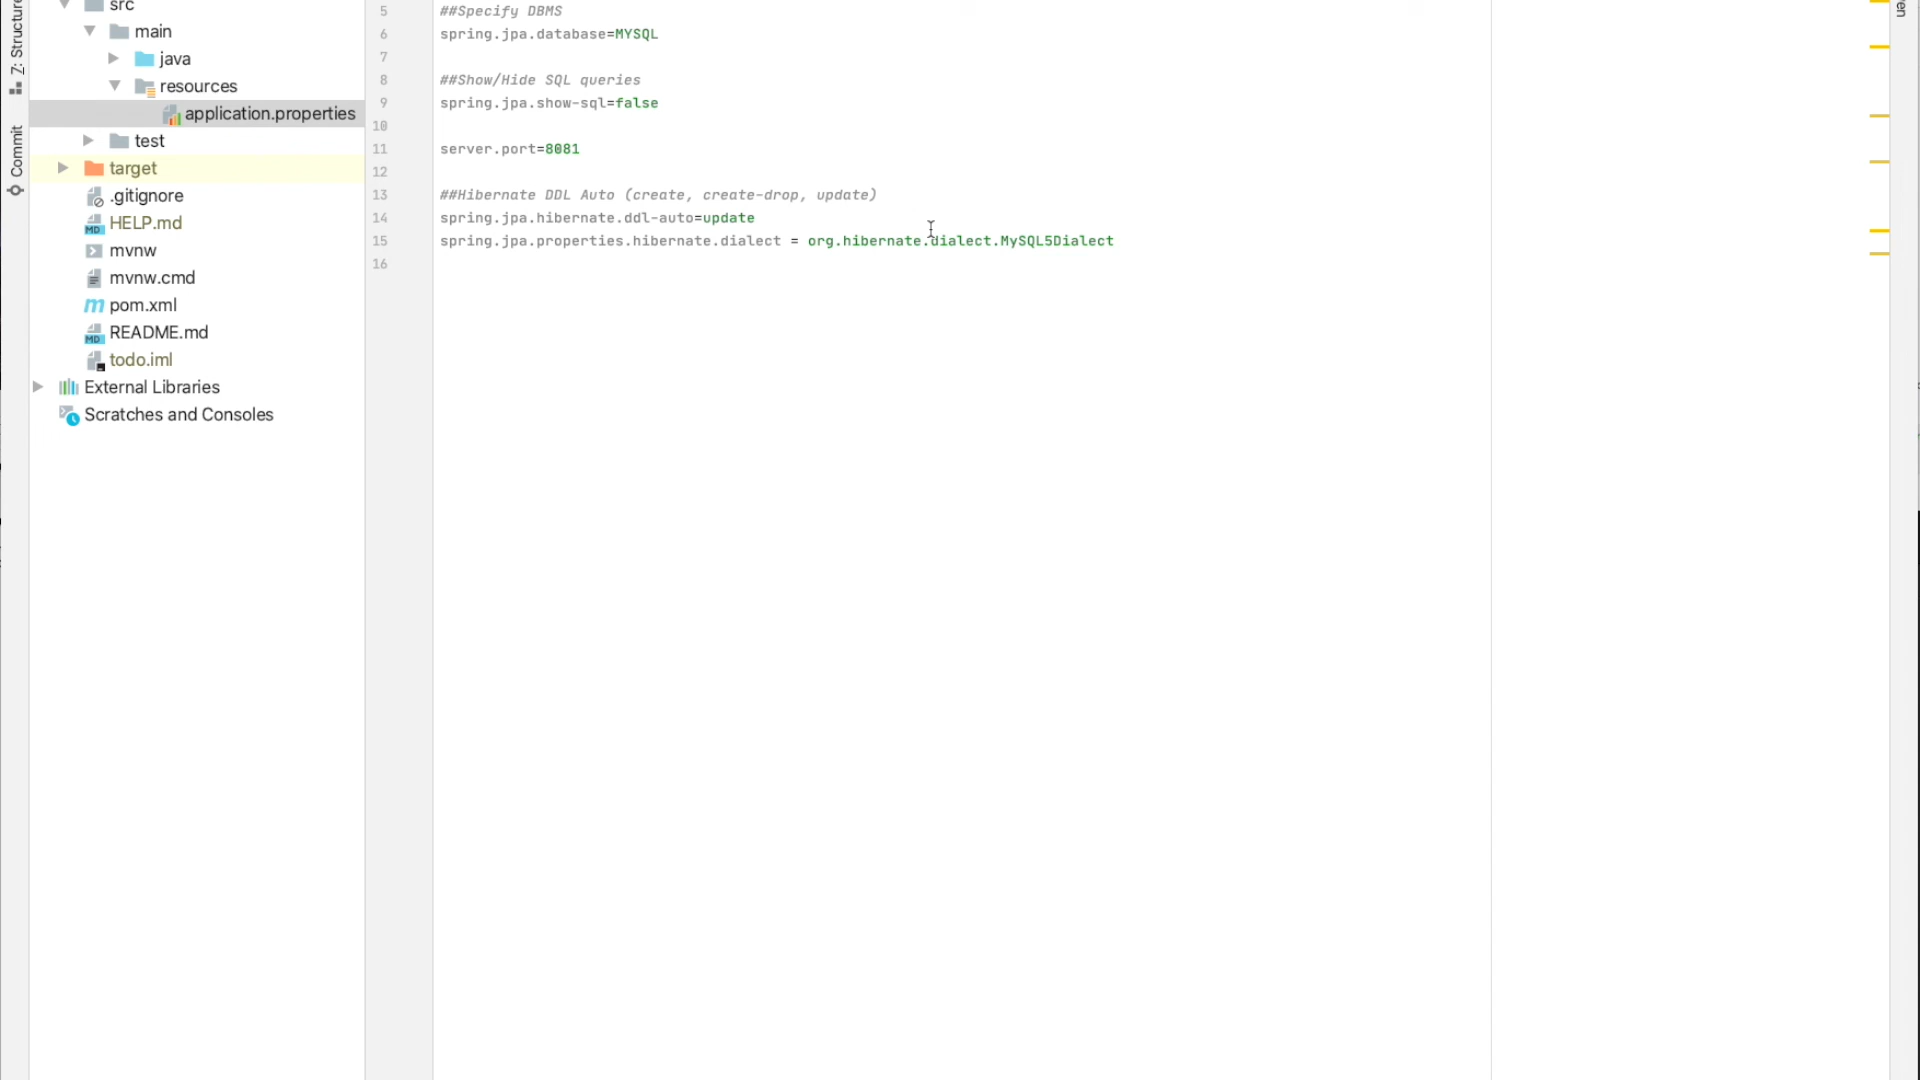 Z: Structure
Commit
src
main
java
resources
application.properties
test
target
.gitignore
MD HELP.md
mvnw
mvnw.cmd
m pom.xml
MD README.md
todo.iml
External Libraries
Scratches and Consoles
5 ##Specify DBMS
6 spring.jpa.database=MYSQL
7
8 ##Show/Hide SQL queries
9 spring.jpa.show-sql=false
10
11 server.port=8081
12
13 ##Hibernate DDL Auto (create, create-drop, update)
14 spring.jpa.hibernate.ddl-auto=update
15 spring.jpa.properties.hibernate.dialect = org.hibernate.dialect.MySQL5Dialect
16